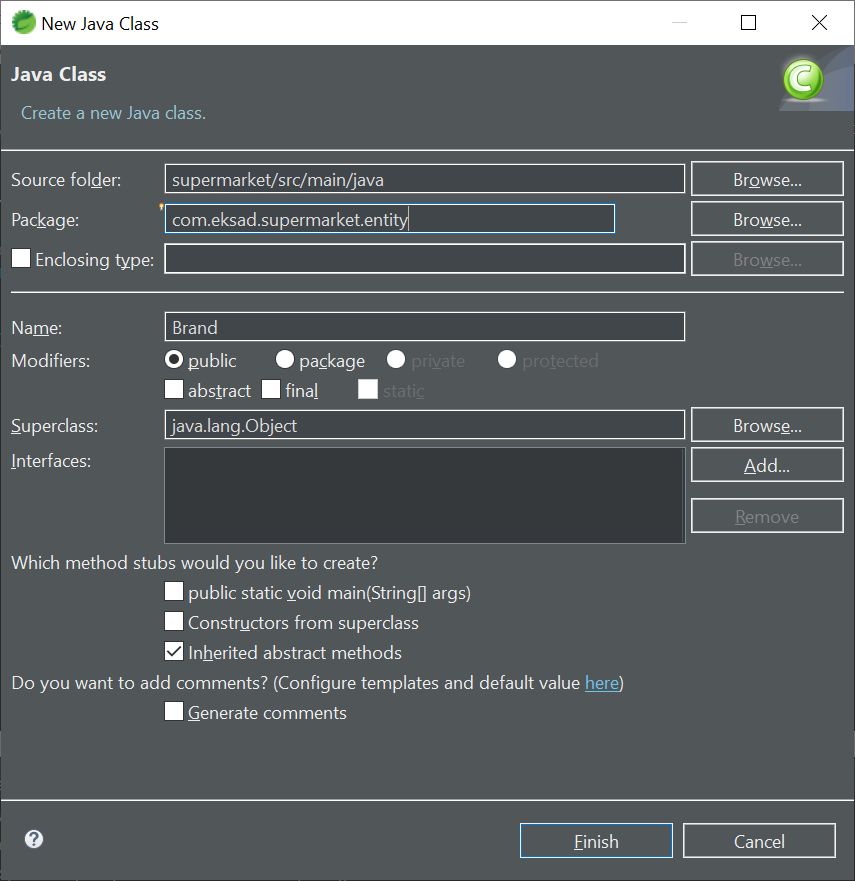 New Java Class
Java Class
Create a new Java class.
Source folder: supermarket/src/main/java Browse...
Package: com.eksad.supermarket.entity Browse...
Enclosing type: Browse...
Name: Brand
Modifiers: public package private protected
abstract final static
Superclass: java.lang.Object Browse...
Interfaces: Add...
Remove
Which method stubs would you like to create?
public static void main(String[] args)
Constructors from superclass
Inherited abstract methods
Do you want to add comments? (Configure templates and default value here)
Generate comments
? Finish Cancel